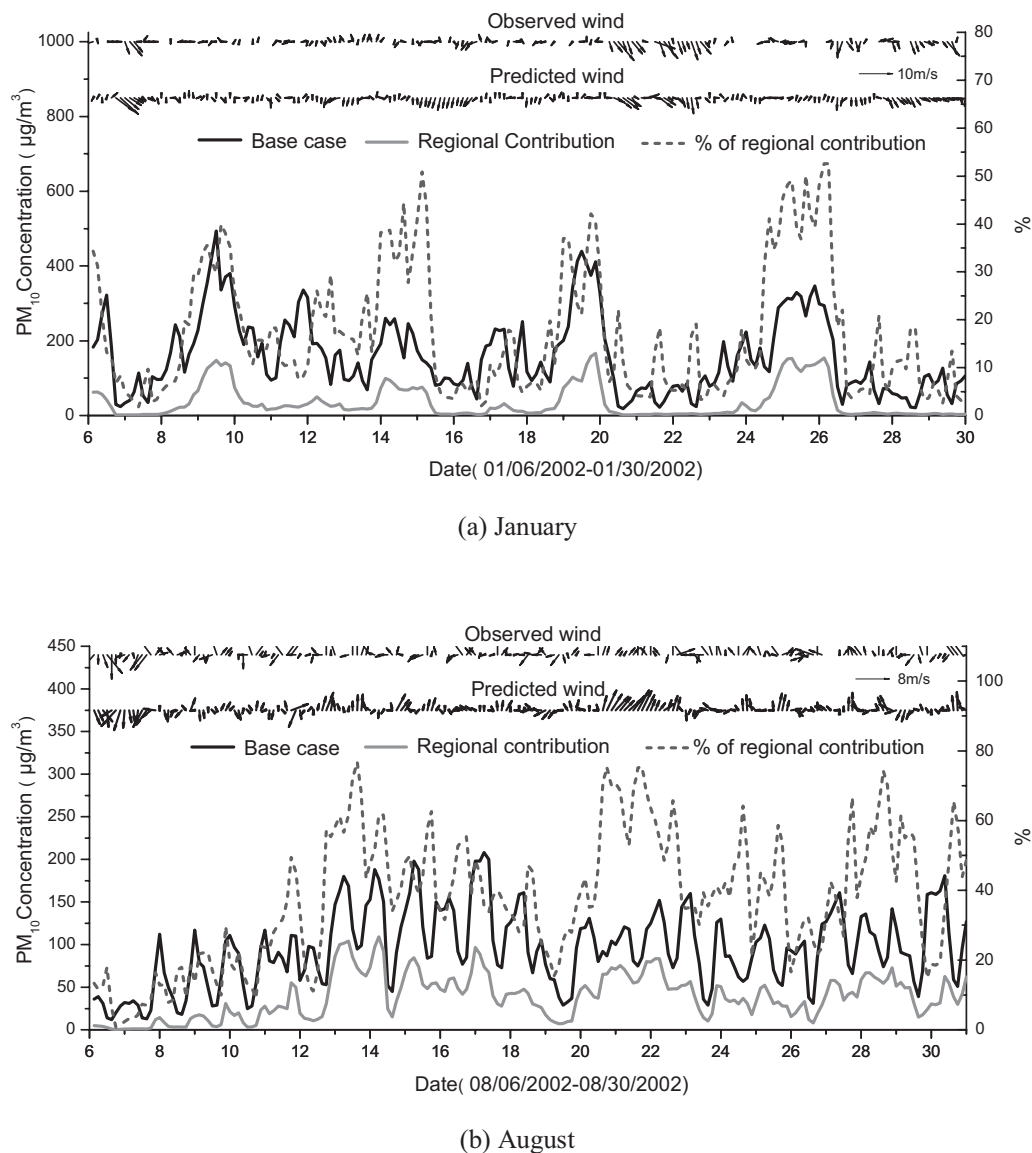 Observed wind
Predicted wind
10m/s
Base case Regional Contribution % of regional contribution
PM10Concentration ( μg/m3)
1000
800
600
400
200
0
80
70
60
50
40
30
20
10
0
%
6 8 10 12 14 16 18 20 22 24 26 28 30
Date( 01/06/2002-01/30/2002)
(a) January
Observed wind
Predicted wind
8m/s
Base case Regional contribution % of regional contribution
PM10Concentration ( μg/m3)
450
425
375
350
300
250
200
150
100
50
0
100
80
60
40
20
0
%
6 8 10 12 14 16 18 20 22 24 26 28 30
Date( 08/06/2002-08/30/2002)
(b) August